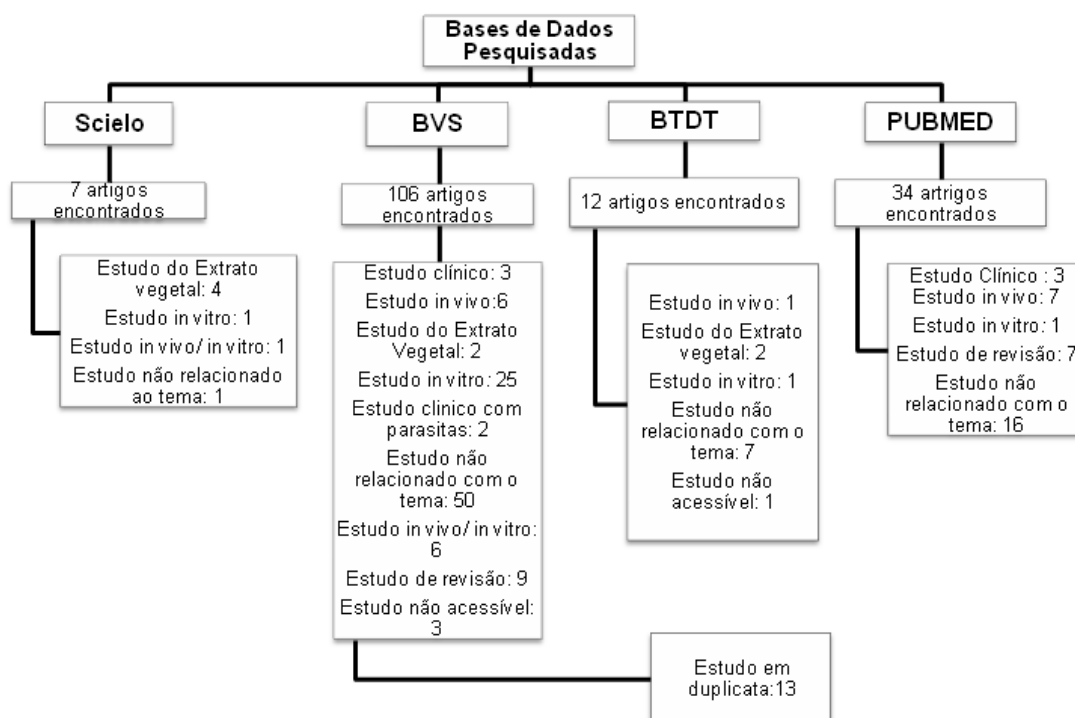 Bases de Dados
Pesquisadas
Scielo
BVS
BTDT
PUBMED
7 artigos
encontrados
106 artigos
encontrados
12 artigos encontrados
34 artrigos
encontrados
Estudo do Extrato
vegetal: 4
Estudo in vitro: 1
Estudo in vivo/ in vitro: 1
Estudo não relacionado
ao tema: 1
Estudo clínico: 3
Estudo in vivo:6
Estudo do Extrato
Vegetal: 2
Estudo in vitro: 25
Estudo clinico com
parasitas: 2
Estudo não
relacionado com o
tema: 50
Estudo in vivo/ in vitro:
6
Estudo de revisão: 9
Estudo não acessível:
3
Estudo in vivo: 1
Estudo do Extrato
vegetal: 2
Estudo in vitro: 1
Estudo não
relacionado com o
tema: 7
Estudo não
acessível: 1
Estudo Clínico : 3
Estudo in vivo: 7
Estudo in vitro: 1
Estudo de revisão: 7
Estudo não
relacionado com o
tema: 16
Estudo em
duplicata:13